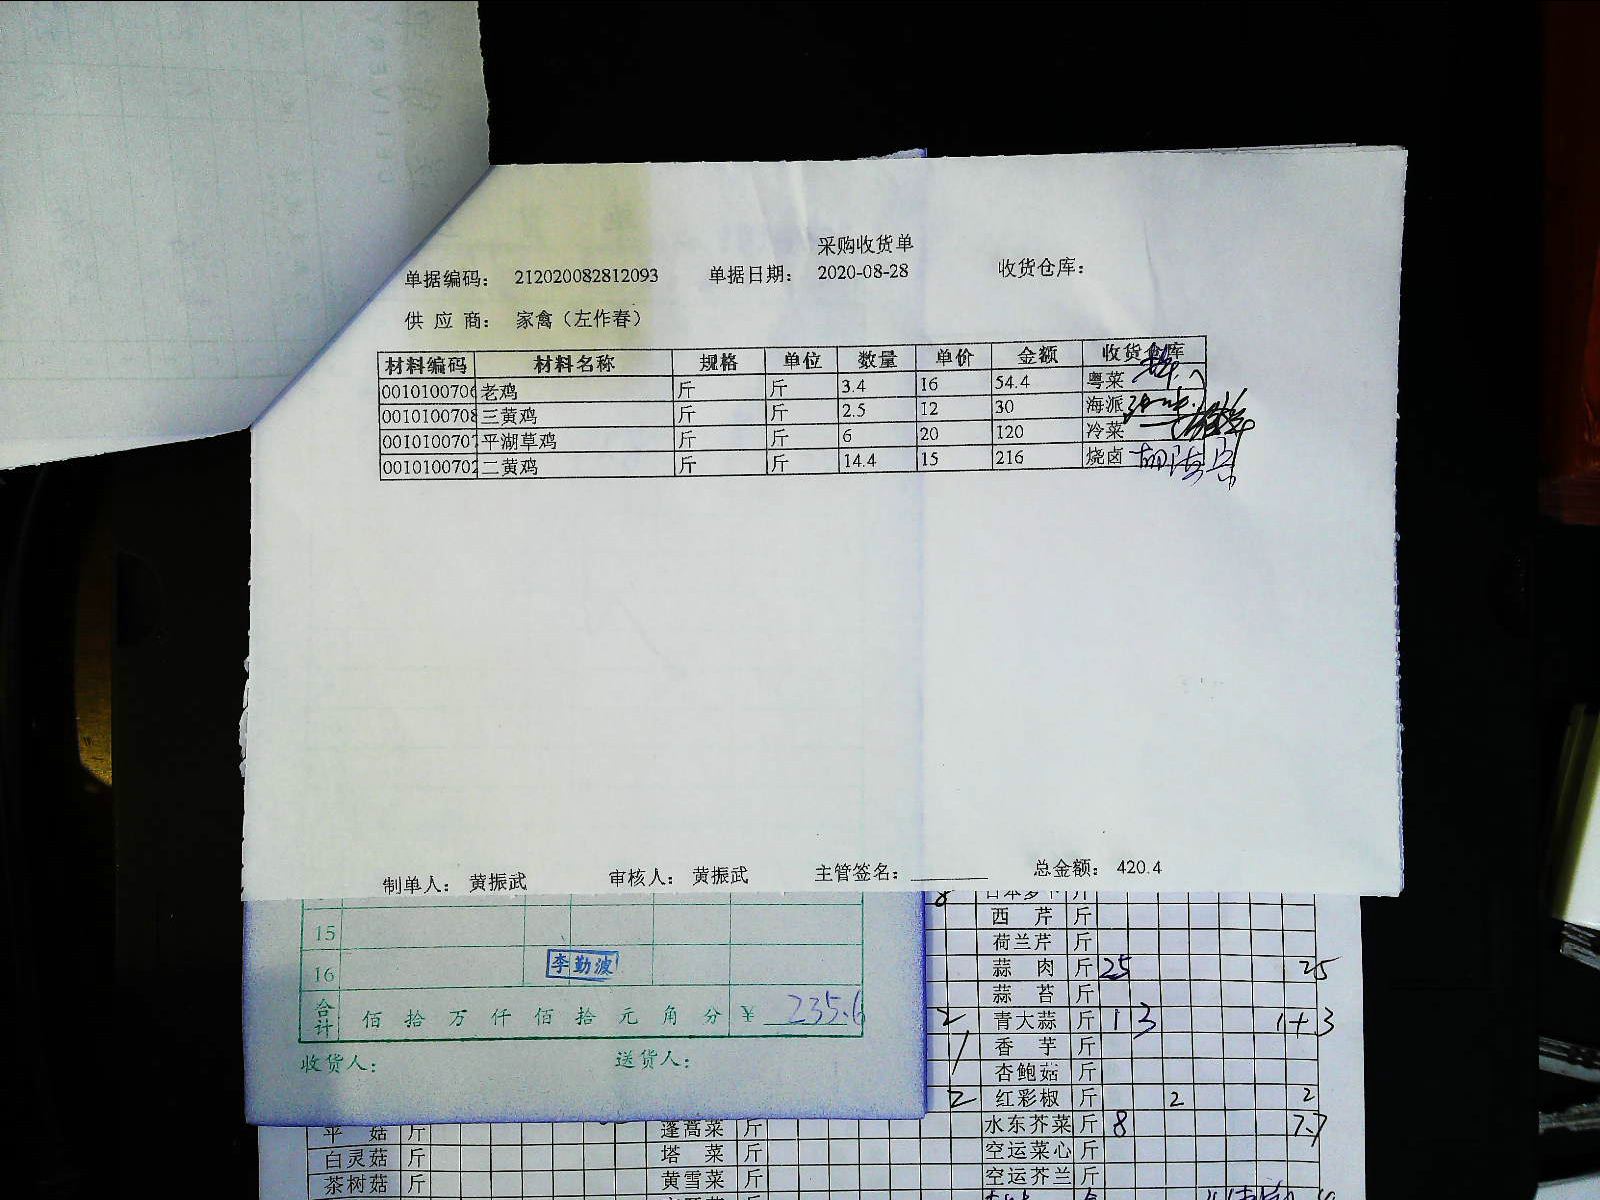 采购收货单
单据编码： 212020082812093 单据日期： 2020-08-28 收货仓库：
供 应 商： 家禽（左作春）
材料编码 材料名称 规格 单位 数量 单价 金额 收货仓库
0010100706 老鸡 斤 斤 3.4 16 54.4 粤菜
0010100708 三黄鸡 斤 斤 2.5 12 30 海派
0010100707 平湖草鸡 斤 斤 6 20 120 冷菜
0010100702 二黄鸡 斤 斤 14.4 15 216 烧卤
制单人： 黄振武 审核人： 黄振武 主管签名： 总金额： 420.4
15
16 李勤波
合计 佰 拾 万 仟 佰 拾 元 角 分 ¥ 235.6
收货人： 送货人：
8 日本萝卜 斤
西 芹 斤
荷兰芹 斤
蒜 肉 斤 25 25
蒜 苔 斤
2 青大蒜 斤 1 3 1+3
香 芋 斤
杏鲍菇 斤
2 红彩椒 斤 2 2
水东芥菜 斤 8 7.7
平 菇 斤 蓬蒿菜 斤
空运菜心 斤
白灵菇 斤 塔 菜 斤
空运芥兰 斤
茶树菇 斤 黄雪菜 斤